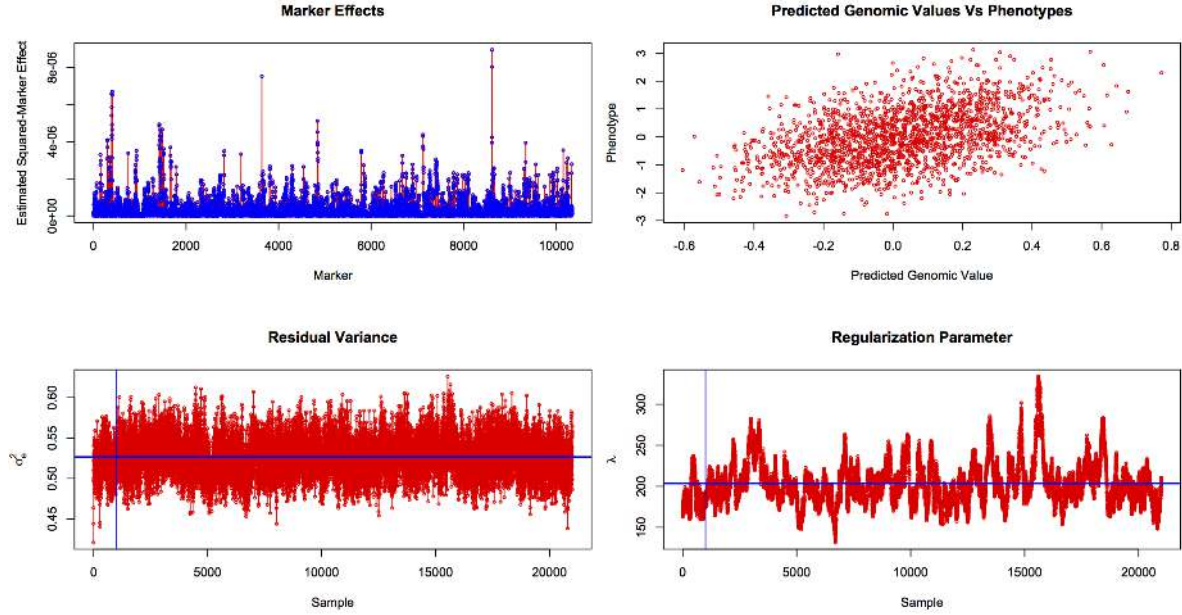 Marker Effects
Estimated Squared-Marker Effect
0e+00 4e-06 8e-06
0 2000 4000 6000 8000 10000
Marker
Predicted Genomic Values Vs Phenotypes
Phenotype
-3 -2 -1 0 1 2 3
-0.6 -0.4 -0.2 0.0 0.2 0.4 0.6 0.8
Predicted Genomic Value
Residual Variance
σ²ₑ
0.45 0.50 0.55 0.60
0 5000 10000 15000 20000
Sample
Regularization Parameter
λ
150 200 250 300
0 5000 10000 15000 20000
Sample